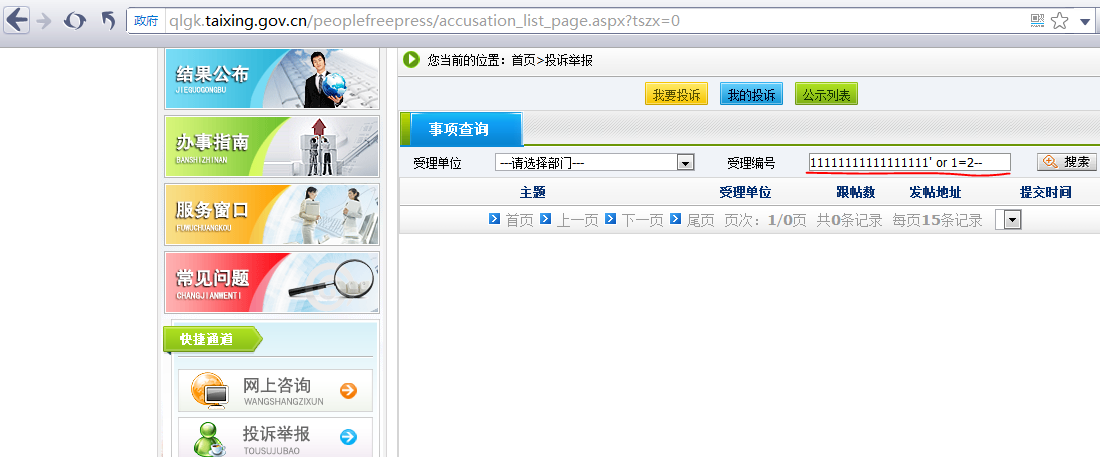 政府 qlgk.taixing.gov.cn/peoplefreepress/accusation_list_page.aspx?tszx=0
结果公布
JIEGUOGONGBU
办事指南
BANSHIZHINAN
服务窗口
FUWUCHUANGKOU
常见问题
CHANGJIANWENTI
快捷通道
网上咨询
WANGSHANGZIXUN
投诉举报
TOUSUJUBAO
您当前的位置：首页>投诉举报
我要投诉 我的投诉 公示列表
事项查询
受理单位 ---请选择部门--- 受理编号 11111111111111111' or 1=2-- 搜索
主题 受理单位 跟帖数 发帖地址 提交时间
首页 上一页 下一页 尾页 页次：1/0页 共0条记录 每页15条记录